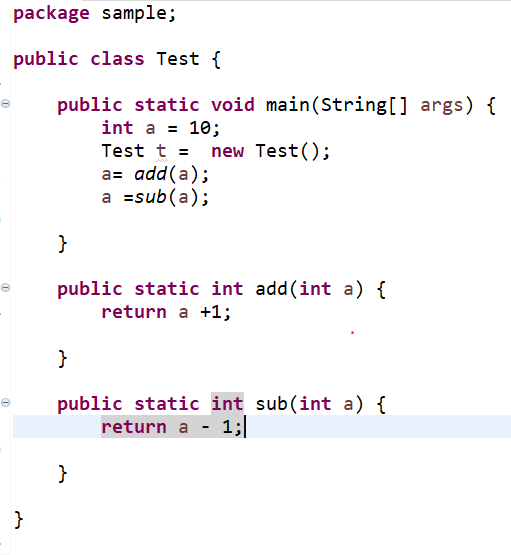 package sample;
public class Test {
public static void main(String[] args) {
int a = 10;
Test t =  new Test();
a= add(a);
a =sub(a);
}
public static int add(int a) {
return a +1;
}
public static int sub(int a) {
return a - 1;
}
}